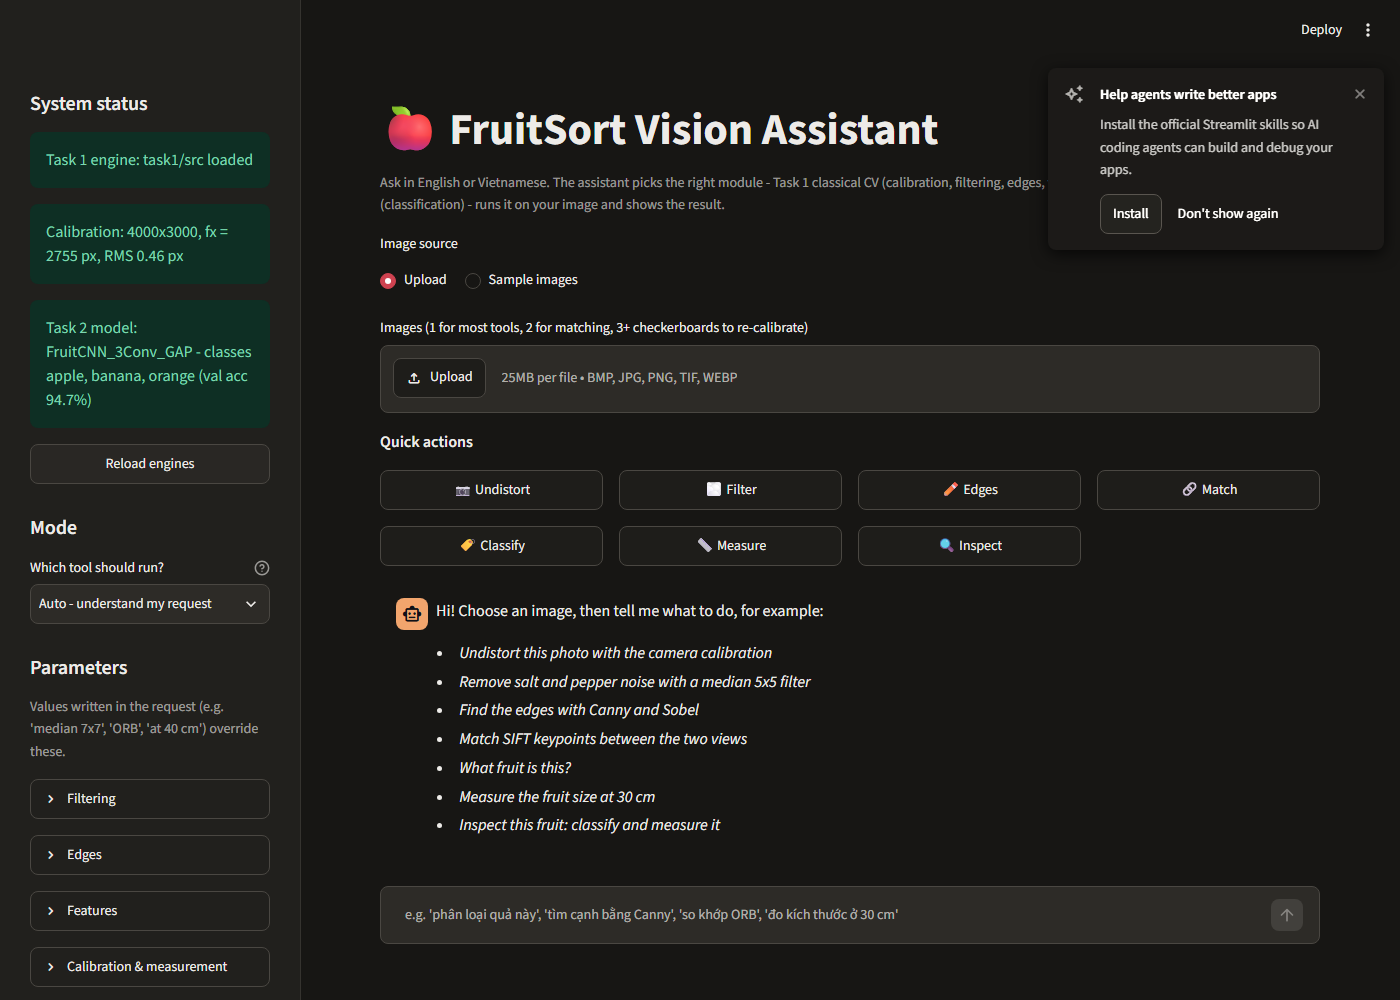 Deploy
System status
Task 1 engine: task1/src loaded
Calibration: 4000x3000, fx =
2755 px, RMS 0.46 px
Task 2 model:
FruitCNN_3Conv_GAP - classes
apple, banana, orange (val acc
94.7%)
Reload engines
Mode
Which tool should run?
Auto - understand my request
Parameters
Values written in the request (e.g.
'median 7x7', 'ORB', 'at 40 cm') override
these.
Filtering
Edges
Features
Calibration & measurement
Help agents write better apps
Install the official Streamlit skills so AI
coding agents can build and debug your
apps.
Install
Don't show again
FruitSort Vision Assistant
Ask in English or Vietnamese. The assistant picks the right module - Task 1 classical CV (calibration, filtering, edges,
(classification) - runs it on your image and shows the result.
Image source
Upload
Sample images
Images (1 for most tools, 2 for matching, 3+ checkerboards to re-calibrate)
Upload
25MB per file • BMP, JPG, PNG, TIF, WEBP
Quick actions
Undistort
Filter
Edges
Match
Classify
Measure
Inspect
Hi! Choose an image, then tell me what to do, for example:
Undistort this photo with the camera calibration
Remove salt and pepper noise with a median 5x5 filter
Find the edges with Canny and Sobel
Match SIFT keypoints between the two views
What fruit is this?
Measure the fruit size at 30 cm
Inspect this fruit: classify and measure it
e.g. 'phân loại quả này', 'tìm cạnh bằng Canny', 'so khớp ORB', 'đo kích thước ở 30 cm'